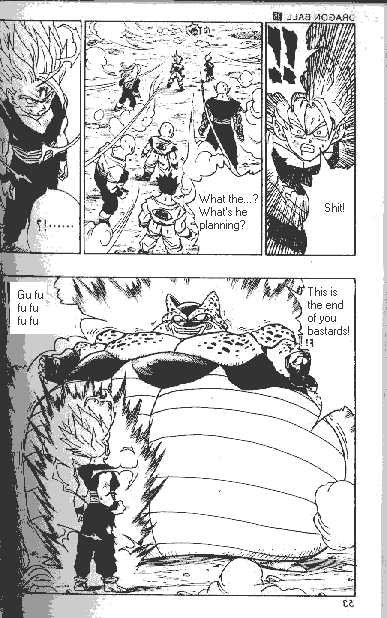 DRAGON BALL
......!?
What the...?
What's he
planning?
!!
Shit!
Gu fu
fu fu
fu fu
This is
the end
of you
bastards!
!!
53